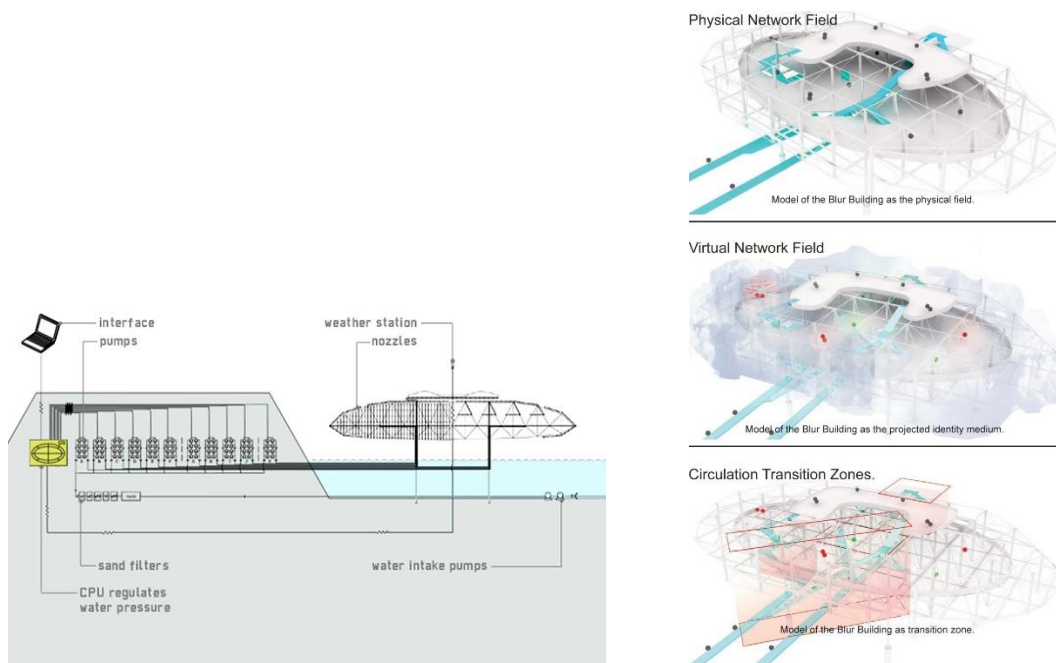 interface
pumps
weather station
nozzles
sand filters
CPU regulates
water pressure
water intake pumps
Physical Network Field
Model of the Blur Building as the physical field.
Virtual Network Field
Model of the Blur Building as the projected identity medium.
Circulation Transition Zones.
Model of the Blur Building as transition zone.